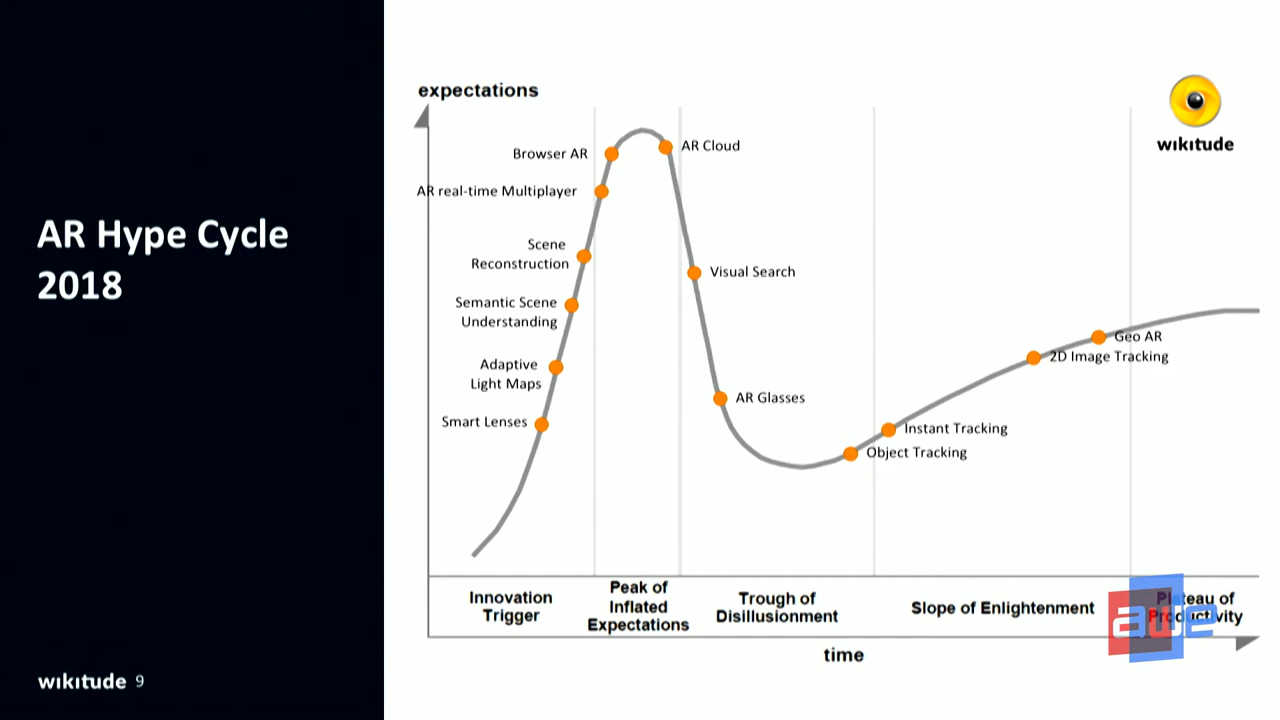 AR Hype Cycle
2018
wikitude 9
expectations
wikitude
Browser AR
AR Cloud
AR real-time Multiplayer
Scene
Reconstruction
Visual Search
Semantic Scene
Understanding
Adaptive
Light Maps
Smart Lenses
AR Glasses
Geo AR
2D Image Tracking
Instant Tracking
Object Tracking
Innovation
Trigger
Peak of
Inflated
Expectations
Trough of
Disillusionment
Slope of Enlightenment
Plateau of
Productivity
awe
time